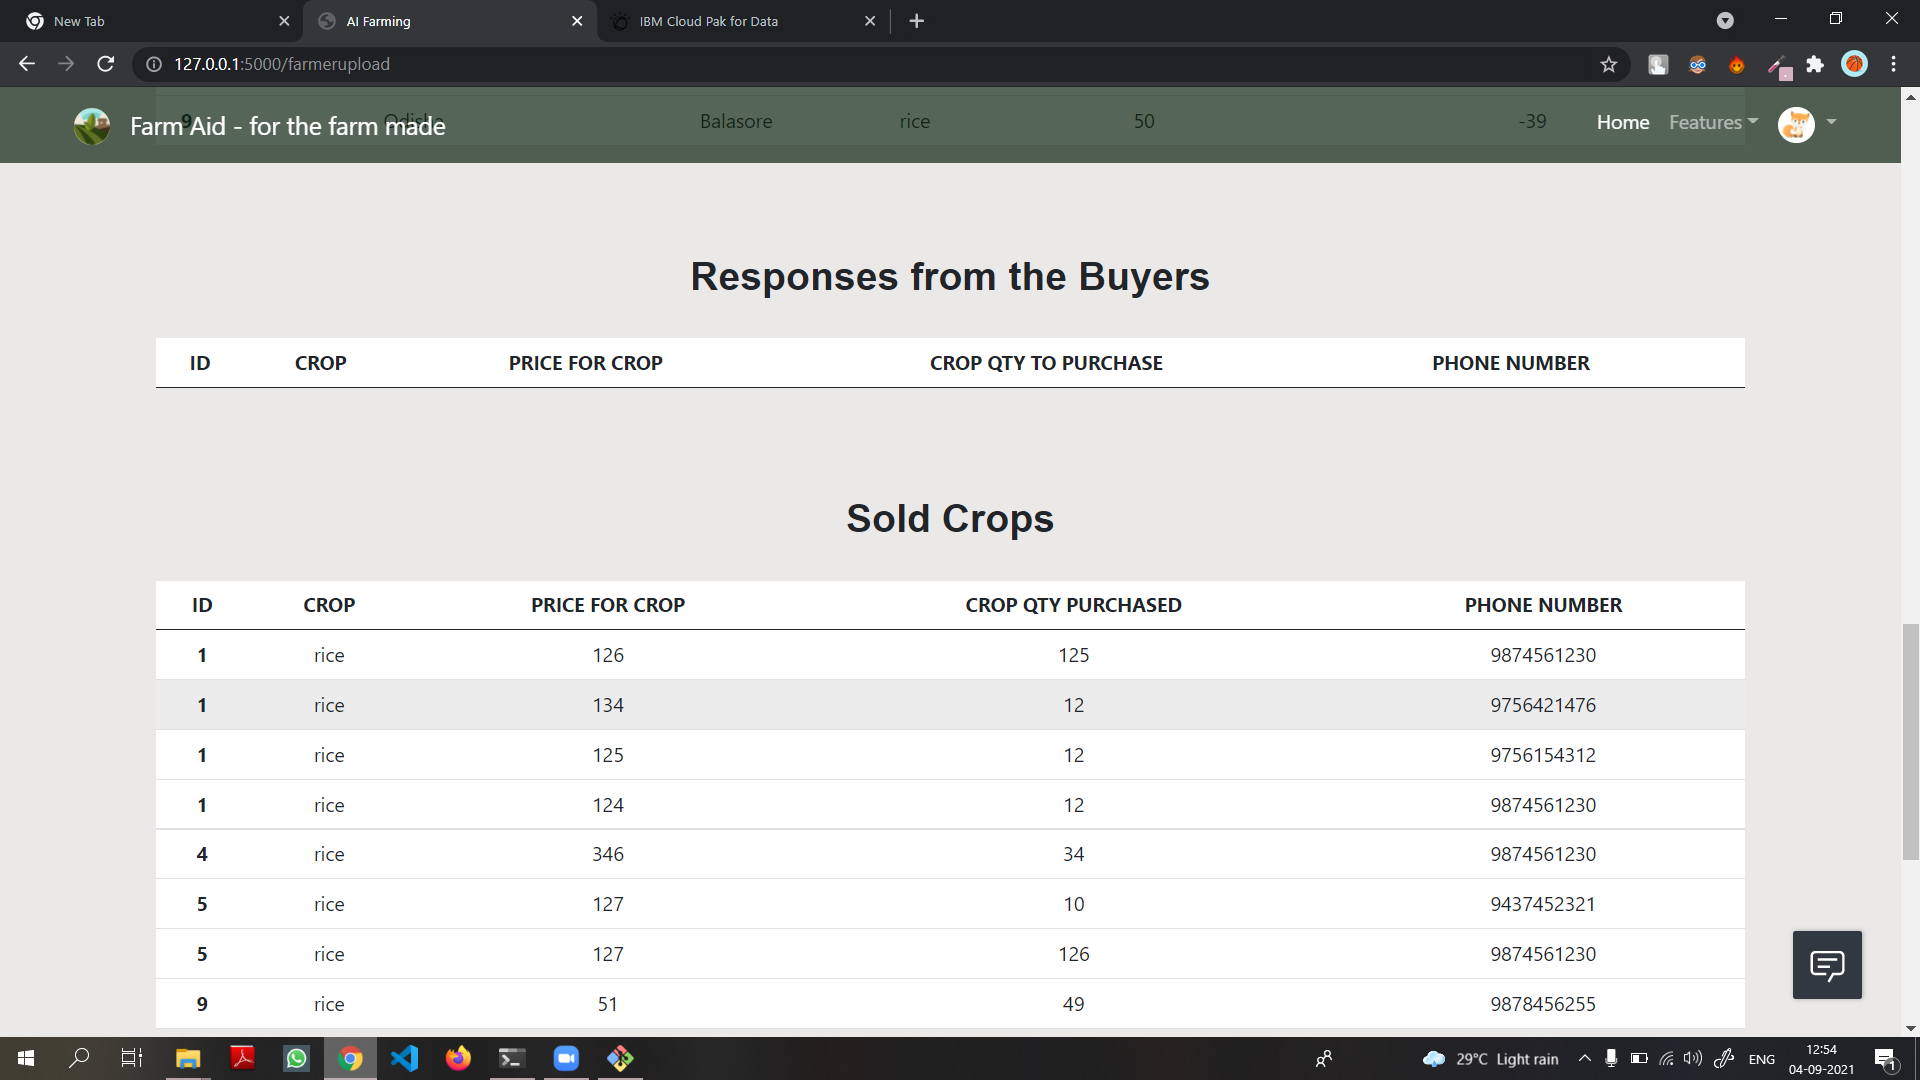 New Tab
AI Farming
IBM Cloud Pak for Data
127.0.0.1:5000/farmerupload
Farm Aid - for the farm made
9 Odisha Balasore rice 50 -39
Home Features
Responses from the Buyers
ID CROP PRICE FOR CROP CROP QTY TO PURCHASE PHONE NUMBER
Sold Crops
ID CROP PRICE FOR CROP CROP QTY PURCHASED PHONE NUMBER
1 rice 126 125 9874561230
1 rice 134 12 9756421476
1 rice 125 12 9756154312
1 rice 124 12 9874561230
4 rice 346 34 9874561230
5 rice 127 10 9437452321
5 rice 127 126 9874561230
9 rice 51 49 9878456255
29°C Light rain
ENG
12:54
04-09-2021
1